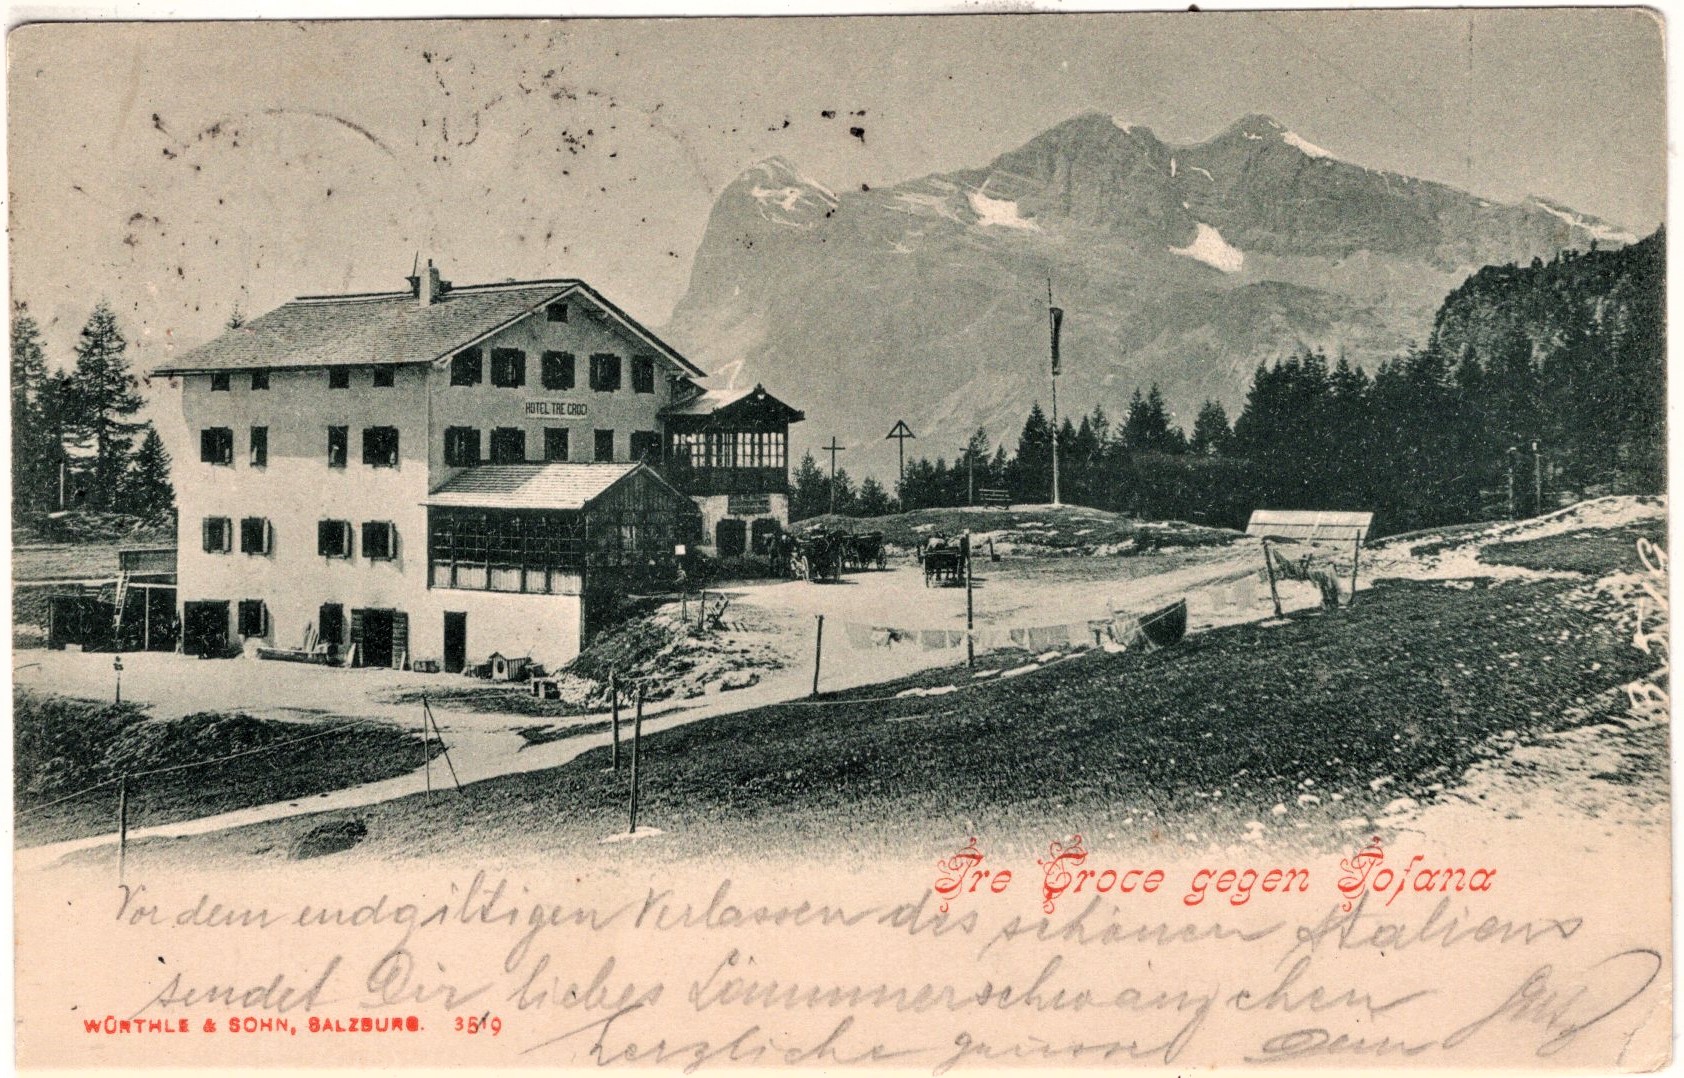 HOTEL TRE CROCI
Tre Croce gegen Tofana
Vor dem endgiltigen Verlassen des schönen Italiens
sendet Dir liebes Lämmerschwänzchen
herzliche Grüsse Dein
WÜRTHLE & SOHN, SALZBURG. 3519